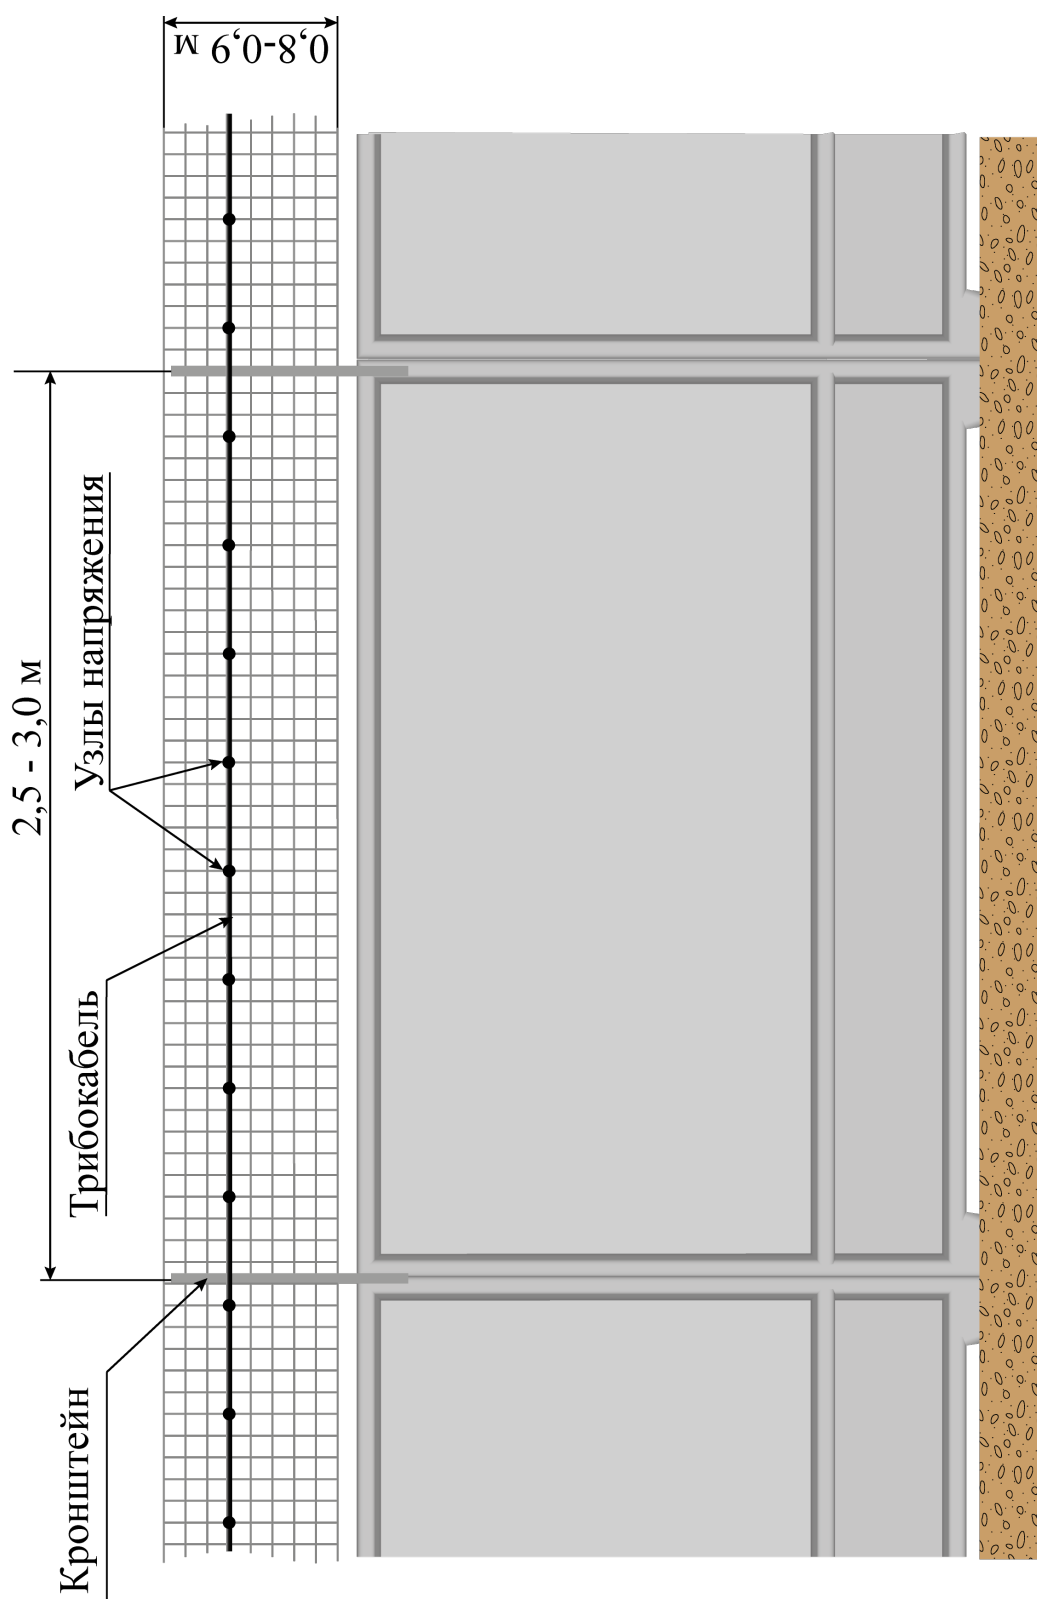 0,8-0,9 м
2,5 - 3,0 м
Узлы напряжения
Трибокабель
Кронштейн